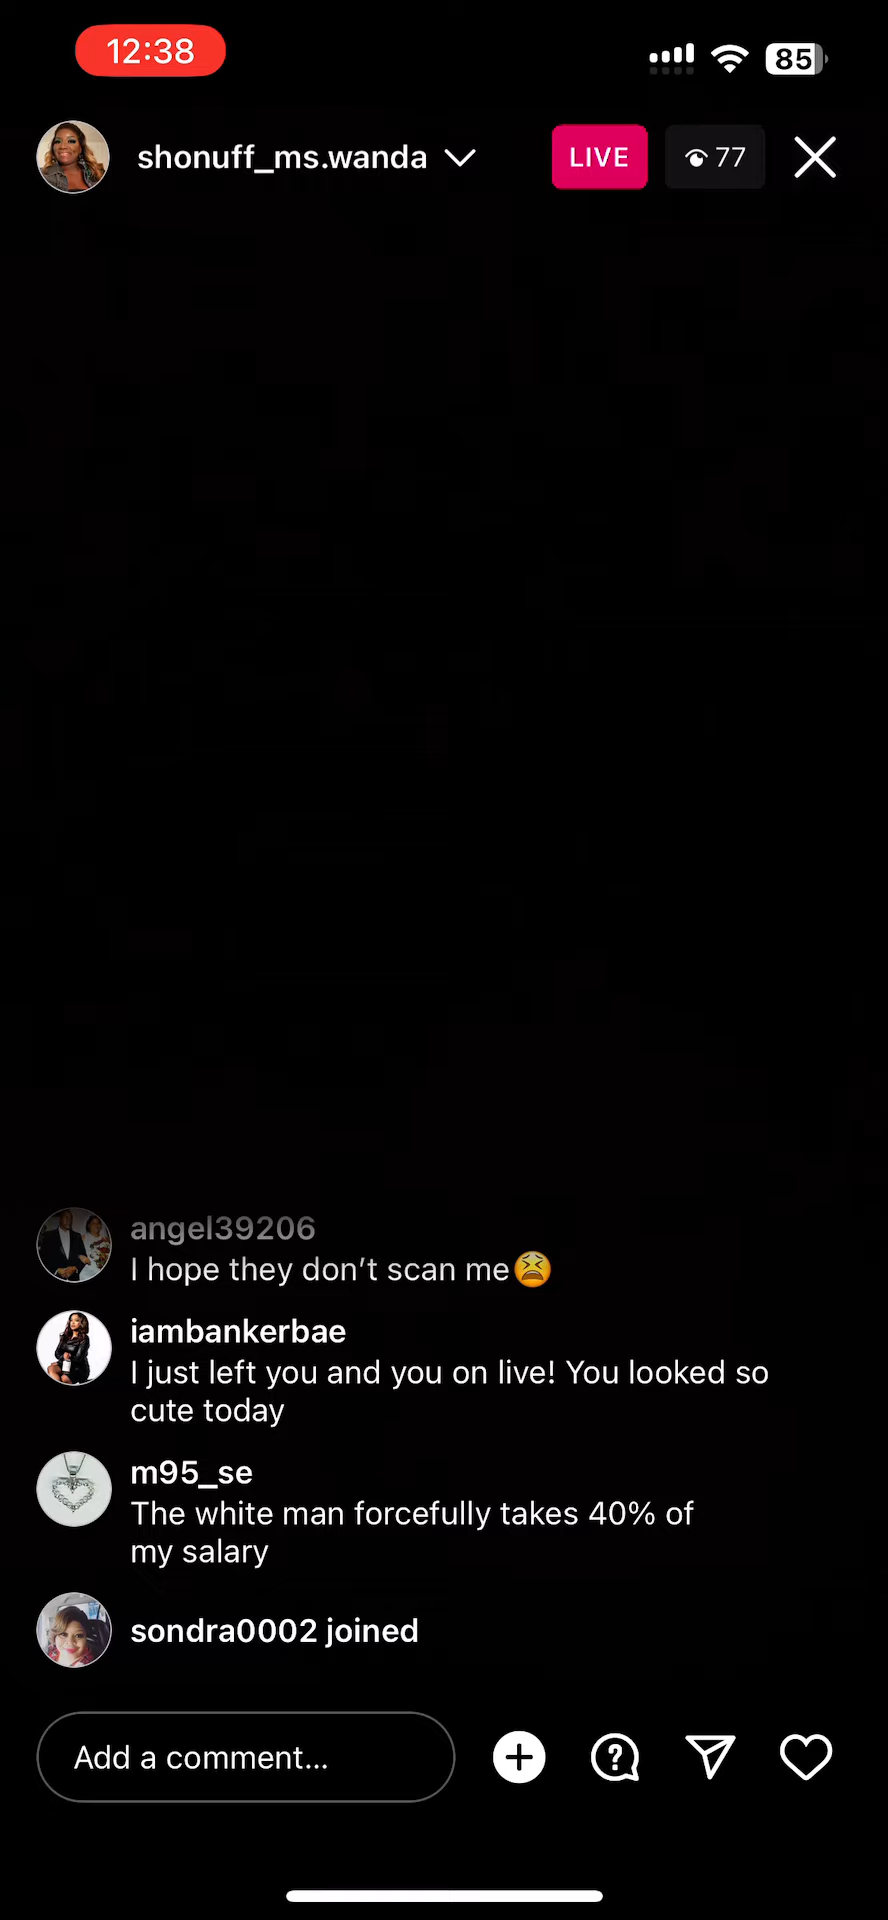 12:38
85
shonuff_ms.wanda
LIVE
77
angel39206
I hope they don’t scan me😫
iambankerbae
I just left you and you on live! You looked so
cute today
m95_se
The white man forcefully takes 40% of
my salary
sondra0002 joined
Add a comment...